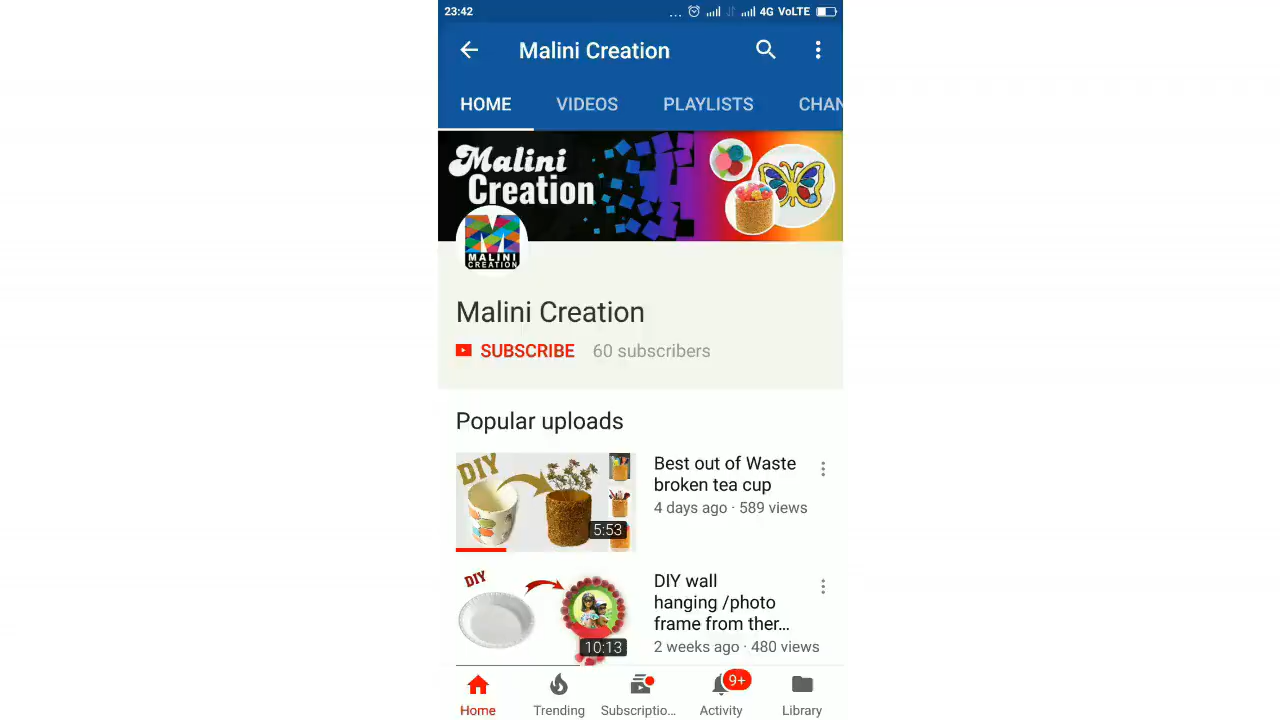 23:42
... 4G VoLTE
Malini Creation
HOME VIDEOS PLAYLISTS CHAN
Malini
Creation
M
MALINI
CREATION
Malini Creation
SUBSCRIBE 60 subscribers
Popular uploads
DIY
5:53
Best out of Waste
broken tea cup
4 days ago · 589 views
DIY
10:13
DIY wall
hanging /photo
frame from ther...
2 weeks ago · 480 views
9+
Home Trending Subscriptio... Activity Library